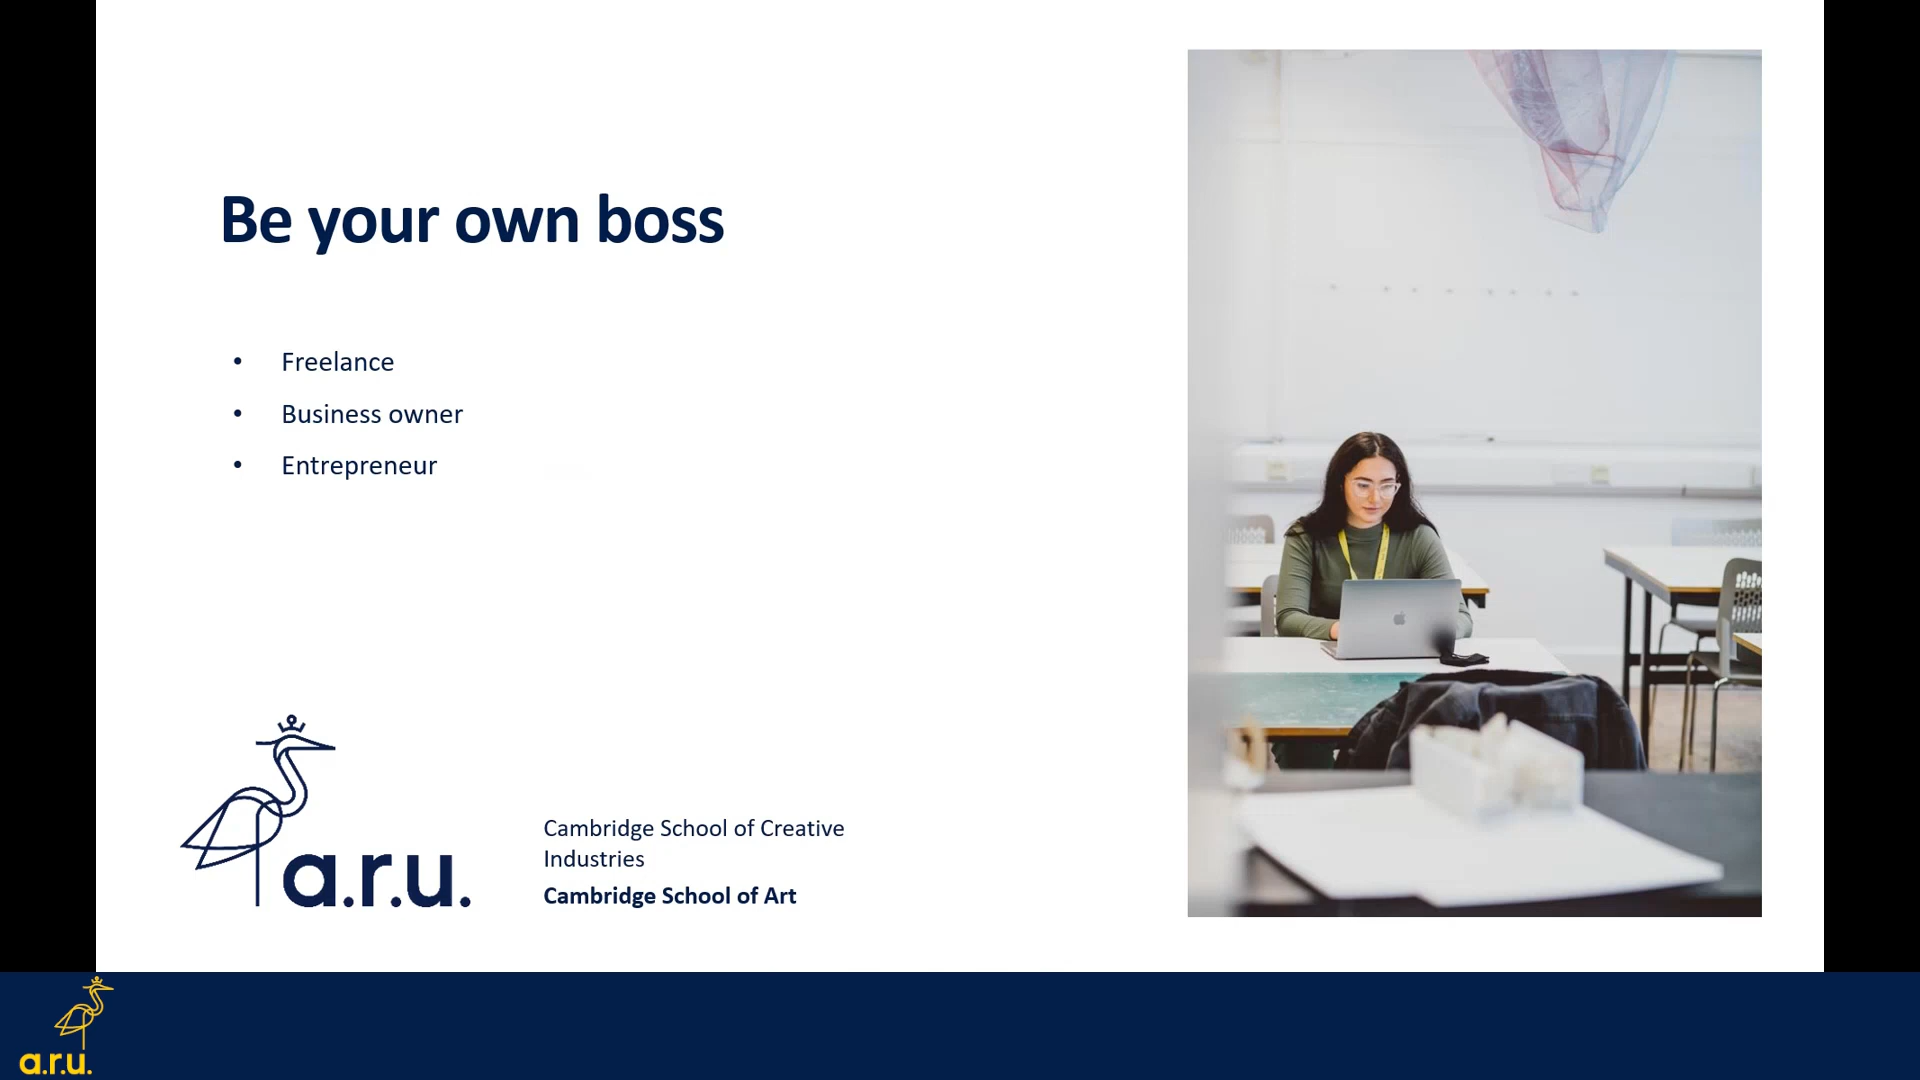 Be your own boss
• Freelance
• Business owner
• Entrepreneur
a.r.u.
Cambridge School of Creative
Industries
Cambridge School of Art
a.r.u.